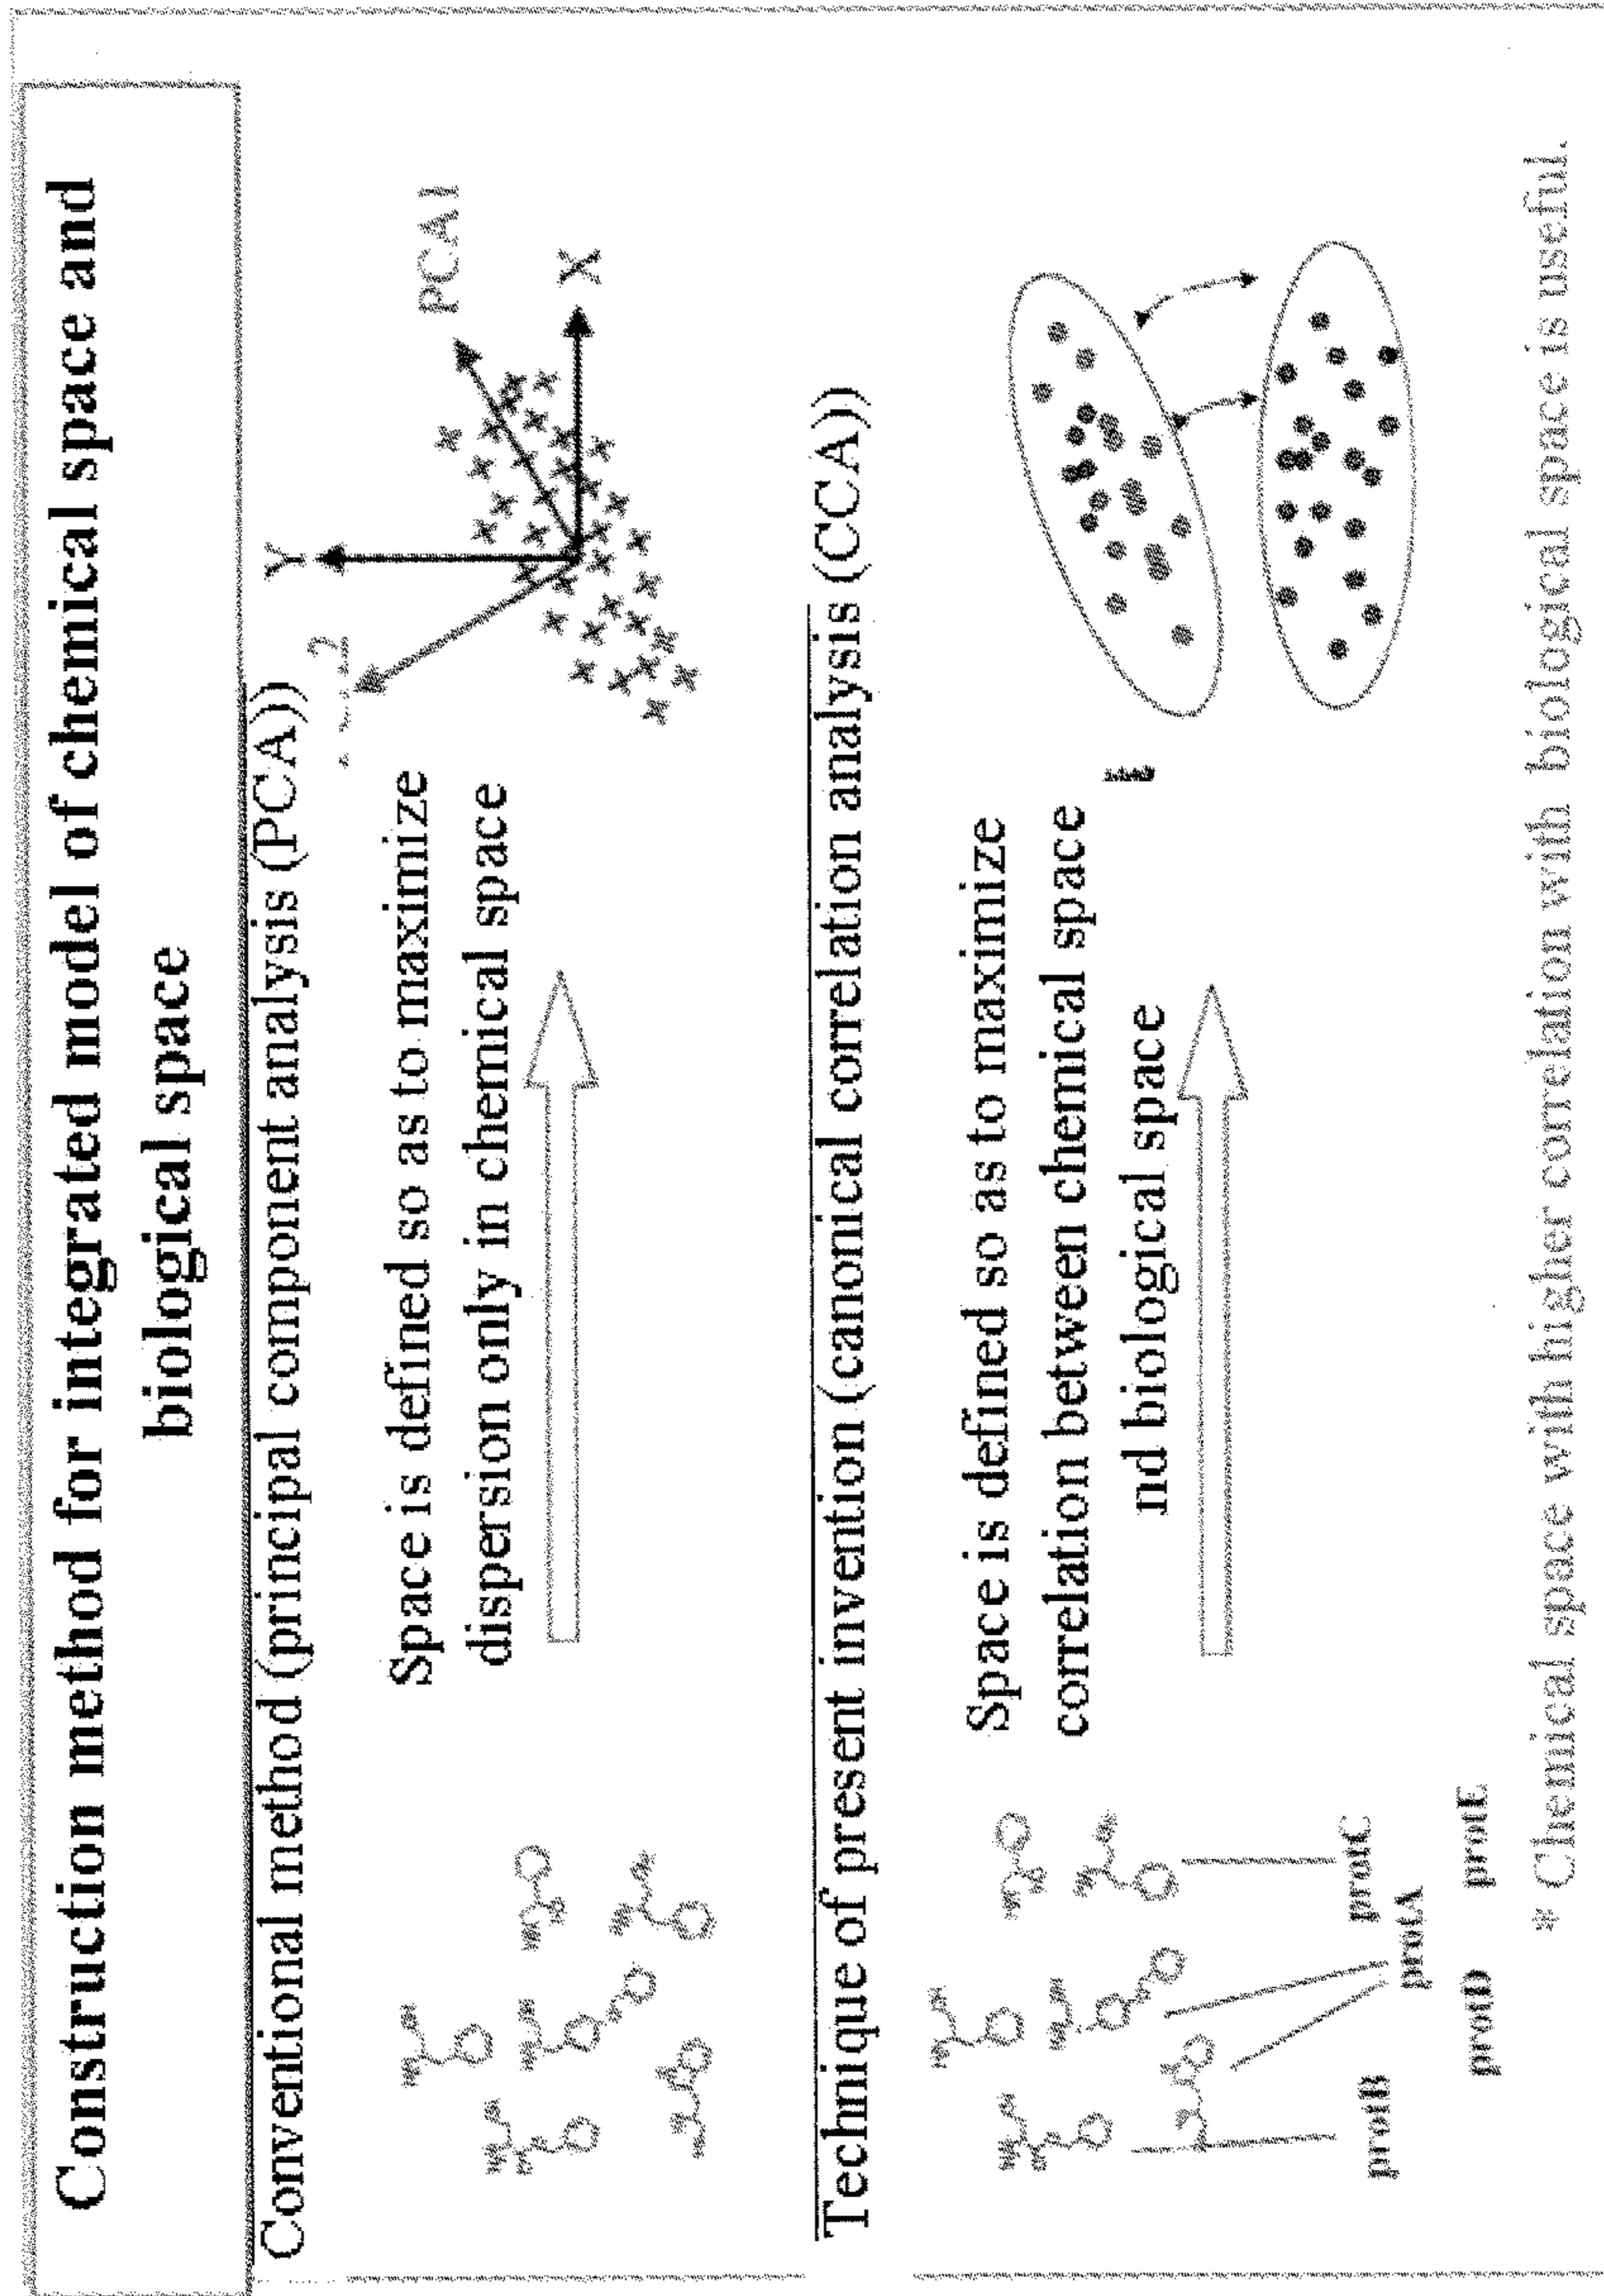 Construction method for integrated model of chemical space and
biological space
Conventional method (principal component analysis (PCA))
Space is defined so as to maximize
dispersion only in chemical space
Y
X
PCA1
2
Technique of present invention (canonical correlation analysis (CCA))
Space is defined so as to maximize
correlation between chemical space
nd biological space
protB
protA
protC
protD
protE
* Chemical space with higher correlation with biological space is useful.